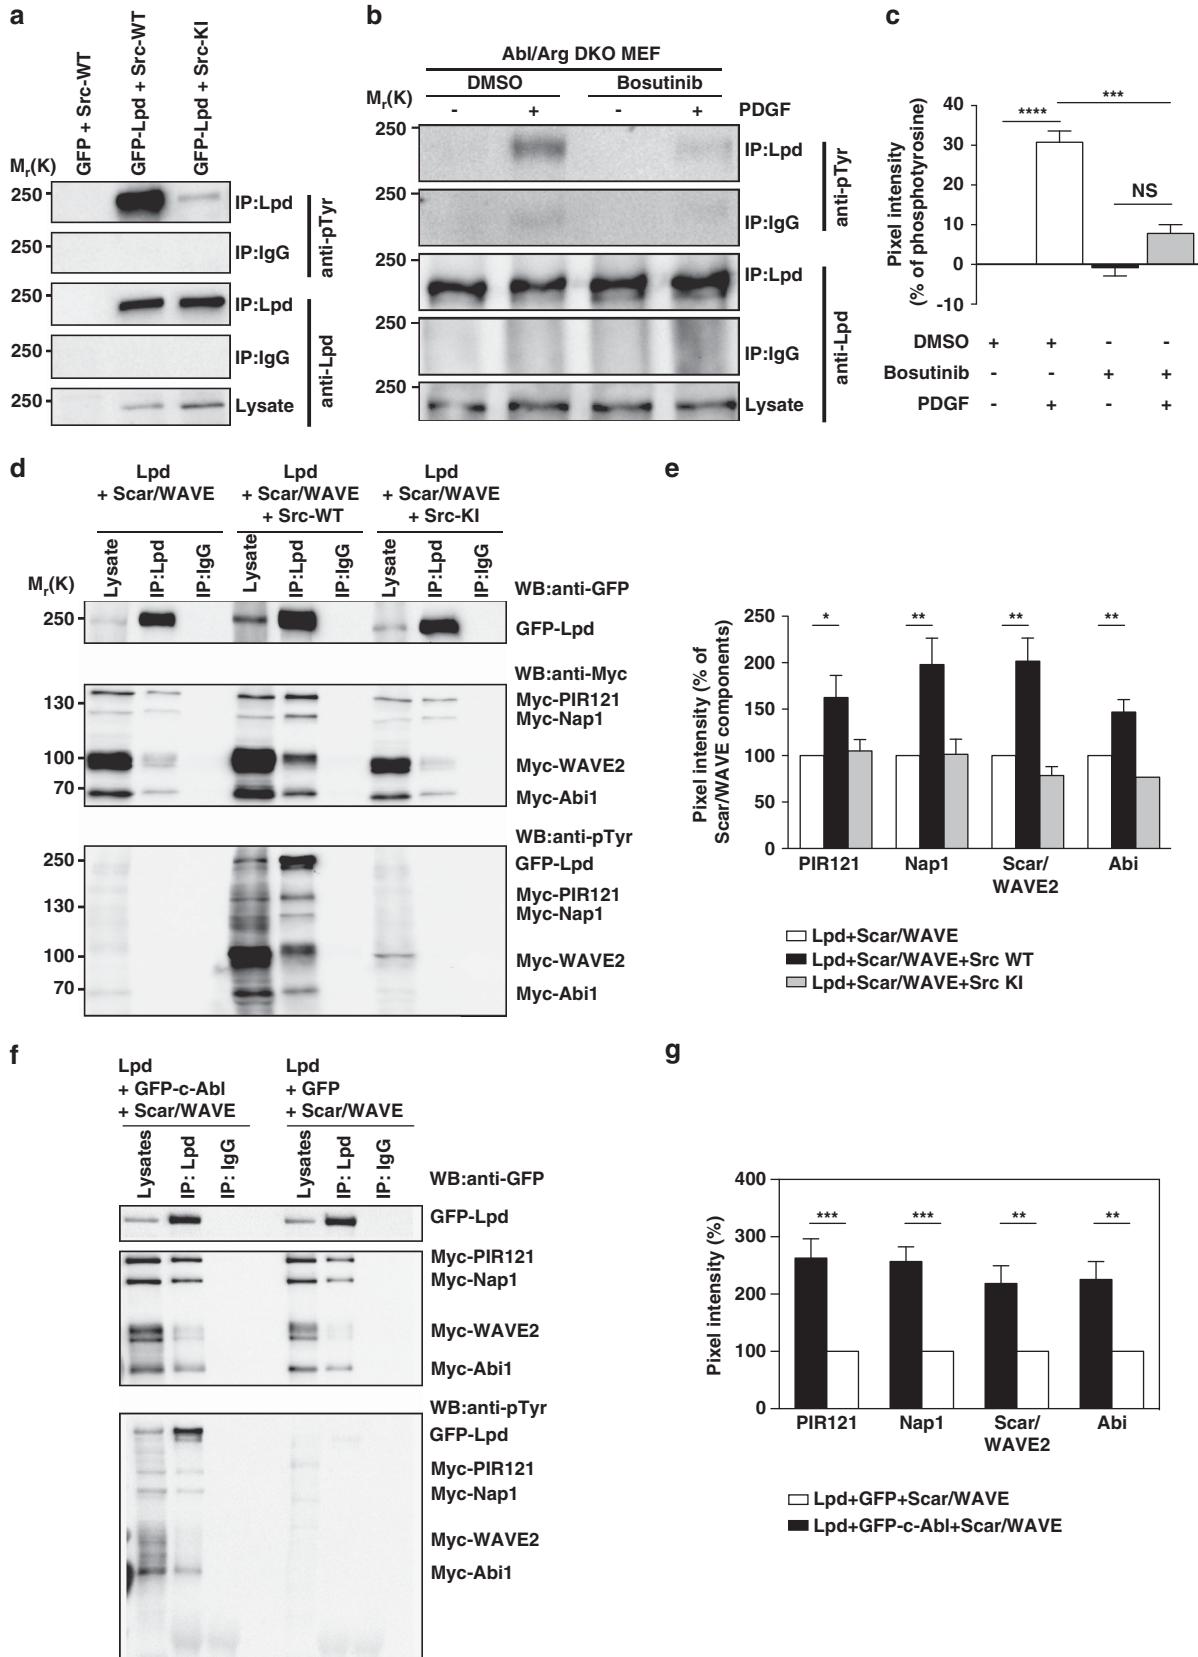 a
GFP + Src-WT
GFP-Lpd + Src-WT
GFP-Lpd + Src-KI
Mr(K)
250
IP:Lpd
250
IP:IgG
anti-pTyr
250
IP:Lpd
250
IP:IgG
250
Lysate
anti-Lpd
b
Abl/Arg DKO MEF
DMSO
Bosutinib
Mr(K)
- + - + PDGF
250
IP:Lpd
250
IP:IgG
anti-pTyr
250
IP:Lpd
250
IP:IgG
250
Lysate
anti-Lpd
c
Pixel intensity
(% of phosphotyrosine)
40
30
20
10
0
-10
****
***
NS
DMSO + + - -
Bosutinib - - + +
PDGF - + - +
d
Lpd
+ Scar/WAVE
Lpd
+ Scar/WAVE
+ Src-WT
Lpd
+ Scar/WAVE
+ Src-KI
Lysate
IP:Lpd
IP:IgG
Lysate
IP:Lpd
IP:IgG
Lysate
IP:Lpd
IP:IgG
Mr(K)
WB:anti-GFP
250
GFP-Lpd
WB:anti-Myc
130
Myc-PIR121
Myc-Nap1
100
Myc-WAVE2
70
Myc-Abi1
WB:anti-pTyr
250
GFP-Lpd
Myc-PIR121
130
Myc-Nap1
100
Myc-WAVE2
70
Myc-Abi1
e
Pixel intensity (% of
Scar/WAVE components)
250
200
150
100
50
0
*
**
**
**
PIR121
Nap1
Scar/
WAVE2
Abi
Lpd+Scar/WAVE
Lpd+Scar/WAVE+Src WT
Lpd+Scar/WAVE+Src KI
f
Lpd
+ GFP-c-Abl
+ Scar/WAVE
Lpd
+ GFP
+ Scar/WAVE
Lysates
IP: Lpd
IP: IgG
Lysates
IP: Lpd
IP: IgG
WB:anti-GFP
GFP-Lpd
Myc-PIR121
Myc-Nap1
Myc-WAVE2
Myc-Abi1
WB:anti-pTyr
GFP-Lpd
Myc-PIR121
Myc-Nap1
Myc-WAVE2
Myc-Abi1
g
Pixel intensity (%)
400
300
200
100
0
***
***
**
**
PIR121
Nap1
Scar/
WAVE2
Abi
Lpd+GFP+Scar/WAVE
Lpd+GFP-c-Abl+Scar/WAVE